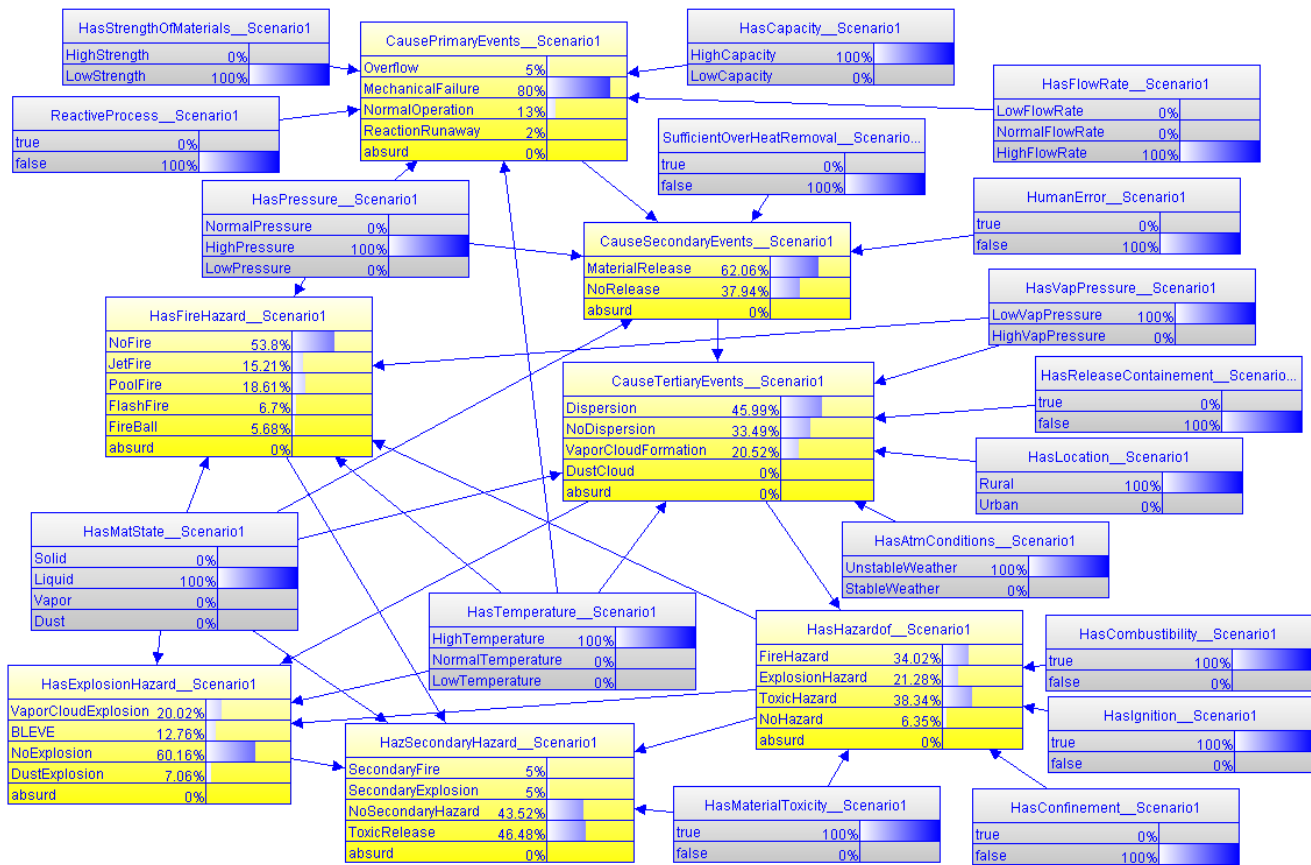 HasStrengthOfMaterials__Scenario1
HighStrength 0%
LowStrength 100%
CausePrimaryEvents__Scenario1
Overflow 5%
MechanicalFailure 80%
NormalOperation 13%
ReactionRunaway 2%
absurd 0%
HasCapacity__Scenario1
HighCapacity 100%
LowCapacity 0%
HasFlowRate__Scenario1
LowFlowRate 0%
NormalFlowRate 0%
HighFlowRate 100%
ReactiveProcess__Scenario1
true 0%
false 100%
SufficientOverHeatRemoval__Scenario...
true 0%
false 100%
HasPressure__Scenario1
NormalPressure 0%
HighPressure 100%
LowPressure 0%
HumanError__Scenario1
true 0%
false 100%
CauseSecondaryEvents__Scenario1
MaterialRelease 62.06%
NoRelease 37.94%
absurd 0%
HasVapPressure__Scenario1
LowVapPressure 100%
HighVapPressure 0%
HasFireHazard__Scenario1
NoFire 53.8%
JetFire 15.21%
PoolFire 18.61%
FlashFire 6.7%
FireBall 5.68%
absurd 0%
CauseTertiaryEvents__Scenario1
Dispersion 45.99%
NoDispersion 33.49%
VaporCloudFormation 20.52%
DustCloud 0%
absurd 0%
HasReleaseContainement__Scenario...
true 0%
false 100%
HasLocation__Scenario1
Rural 100%
Urban 0%
HasMatState__Scenario1
Solid 0%
Liquid 100%
Vapor 0%
Dust 0%
HasAtmConditions__Scenario1
UnstableWeather 100%
StableWeather 0%
HasTemperature__Scenario1
HighTemperature 100%
NormalTemperature 0%
LowTemperature 0%
HasHazardof__Scenario1
FireHazard 34.02%
ExplosionHazard 21.28%
ToxicHazard 38.34%
NoHazard 6.35%
absurd 0%
HasCombustibility__Scenario1
true 100%
false 0%
HasExplosionHazard__Scenario1
VaporCloudExplosion 20.02%
BLEVE 12.76%
NoExplosion 60.16%
DustExplosion 7.06%
absurd 0%
HasIgnition__Scenario1
true 100%
false 0%
HazSecondaryHazard__Scenario1
SecondaryFire 5%
SecondaryExplosion 5%
NoSecondaryHazard 43.52%
ToxicRelease 46.48%
absurd 0%
HasMaterialToxicity__Scenario1
true 100%
false 0%
HasConfinement__Scenario1
true 0%
false 100%